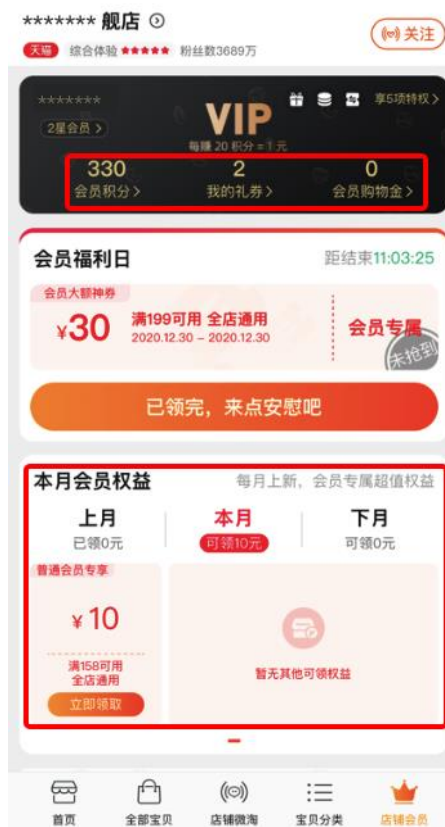 ******* 舰店
关注
天猫 综合体验 ★★★★★ 粉丝数3689万
*******
VIP
享5项特权
2星会员
每赚 20 积分 = 1 元
330 2 0
会员积分 我的礼券 会员购物金
会员福利日 距结束11:03:25
会员大额神券
¥30
满199可用 全店通用
2020.12.30 – 2020.12.30
会员专属
未抢到
已领完，来点安慰吧
本月会员权益 每月上新，会员专属超值权益
上月 本月 下月
已领0元 可领10元 可领0元
普通会员专享
¥ 10
满158可用
全店通用
立即领取
暂无其他可领权益
首页 全部宝贝 店铺微淘 宝贝分类 店铺会员